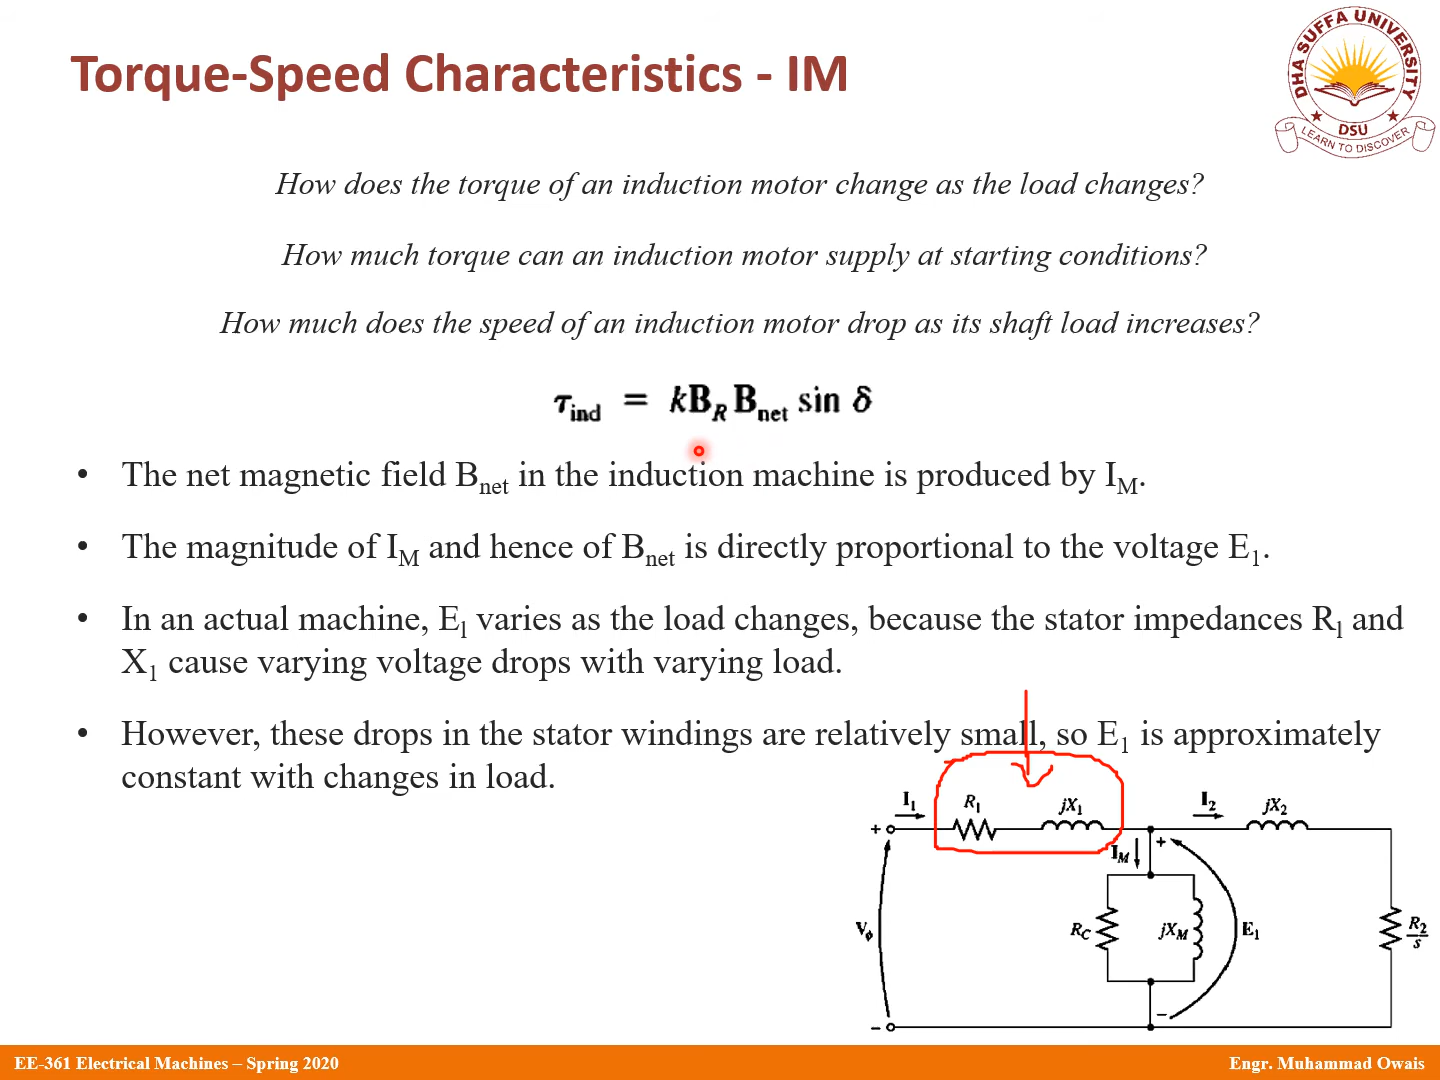 Torque-Speed Characteristics - IM
DHA SUFFA UNIVERSITY
DSU
LEARN TO DISCOVER
How does the torque of an induction motor change as the load changes?
How much torque can an induction motor supply at starting conditions?
How much does the speed of an induction motor drop as its shaft load increases?
τind = kBR Bnet sin δ
• The net magnetic field Bnet in the induction machine is produced by IM.
• The magnitude of IM and hence of Bnet is directly proportional to the voltage E1.
• In an actual machine, El varies as the load changes, because the stator impedances Rl and
X1 cause varying voltage drops with varying load.
• However, these drops in the stator windings are relatively small, so E1 is approximately
constant with changes in load.
I1 R1 jX1 I2 jX2
+ IM +
Vϕ RC jXM E1 R2/s
− −
EE-361 Electrical Machines – Spring 2020
Engr. Muhammad Owais